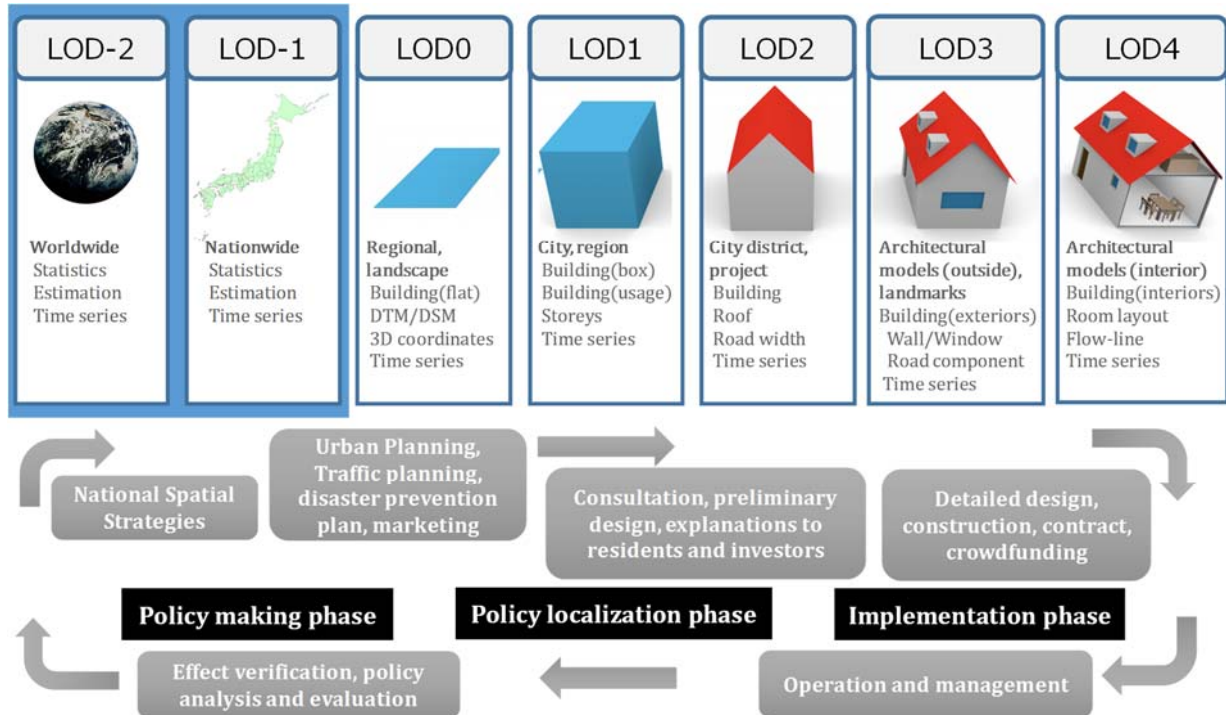 LOD-2
LOD-1
LOD0
LOD1
LOD2
LOD3
LOD4
Worldwide
Statistics
Estimation
Time series
Nationwide
Statistics
Estimation
Time series
Regional,
landscape
Building(flat)
DTM/DSM
3D coordinates
Time series
City, region
Building(box)
Building(usage)
Storeys
Time series
City district,
project
Building
Roof
Road width
Time series
Architectural
models (outside),
landmarks
Building(exteriors)
Wall/Window
Road component
Time series
Architectural
models (interior)
Building(interiors)
Room layout
Flow-line
Time series
National Spatial
Strategies
Urban Planning,
Traffic planning,
disaster prevention
plan, marketing
Consultation, preliminary
design, explanations to
residents and investors
Detailed design,
construction, contract,
crowdfunding
Policy making phase
Policy localization phase
Implementation phase
Effect verification, policy
analysis and evaluation
Operation and management